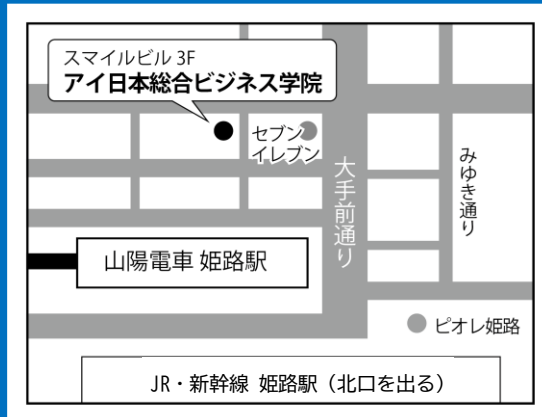 スマイルビル 3F
アイ日本総合ビジネス学院
セブン
イレブン
大手前通り
みゆき通り
山陽電車 姫路駅
ピオレ姫路
JR・新幹線 姫路駅（北口を出る）